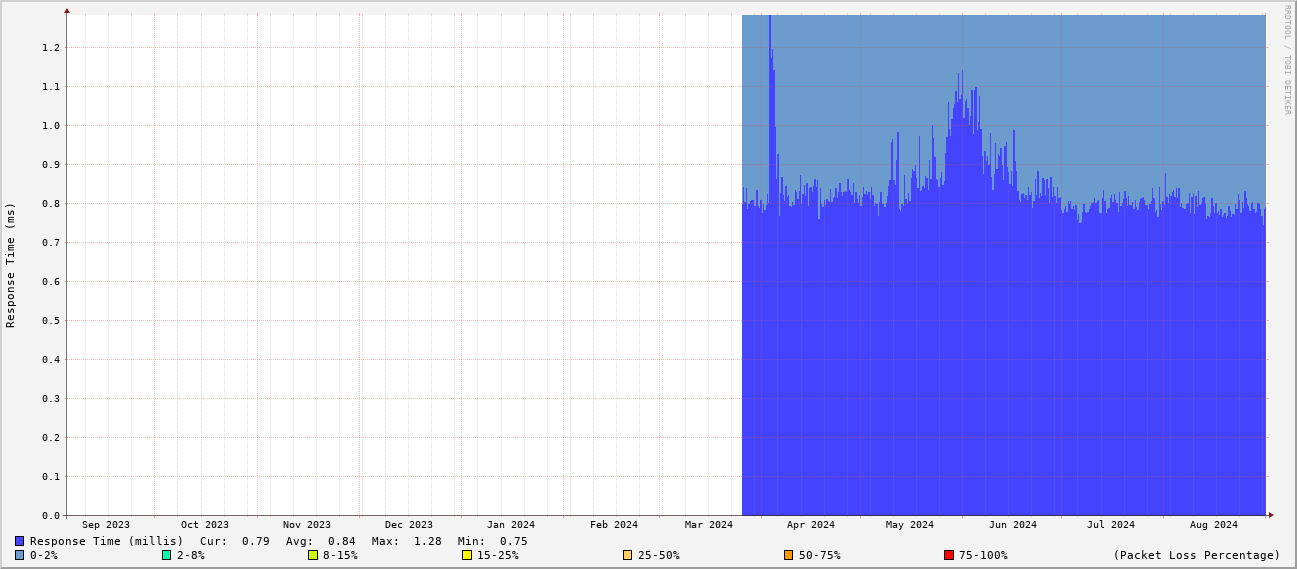 RRDTOOL / TOBI OETIKER
Response Time (ms)
1.2
1.1
1.0
0.9
0.8
0.7
0.6
0.5
0.4
0.3
0.2
0.1
0.0
Sep 2023 Oct 2023 Nov 2023 Dec 2023 Jan 2024 Feb 2024 Mar 2024 Apr 2024 May 2024 Jun 2024 Jul 2024 Aug 2024
Response Time (millis) Cur: 0.79 Avg: 0.84 Max: 1.28 Min: 0.75
0-2% 2-8% 8-15% 15-25% 25-50% 50-75% 75-100% (Packet Loss Percentage)